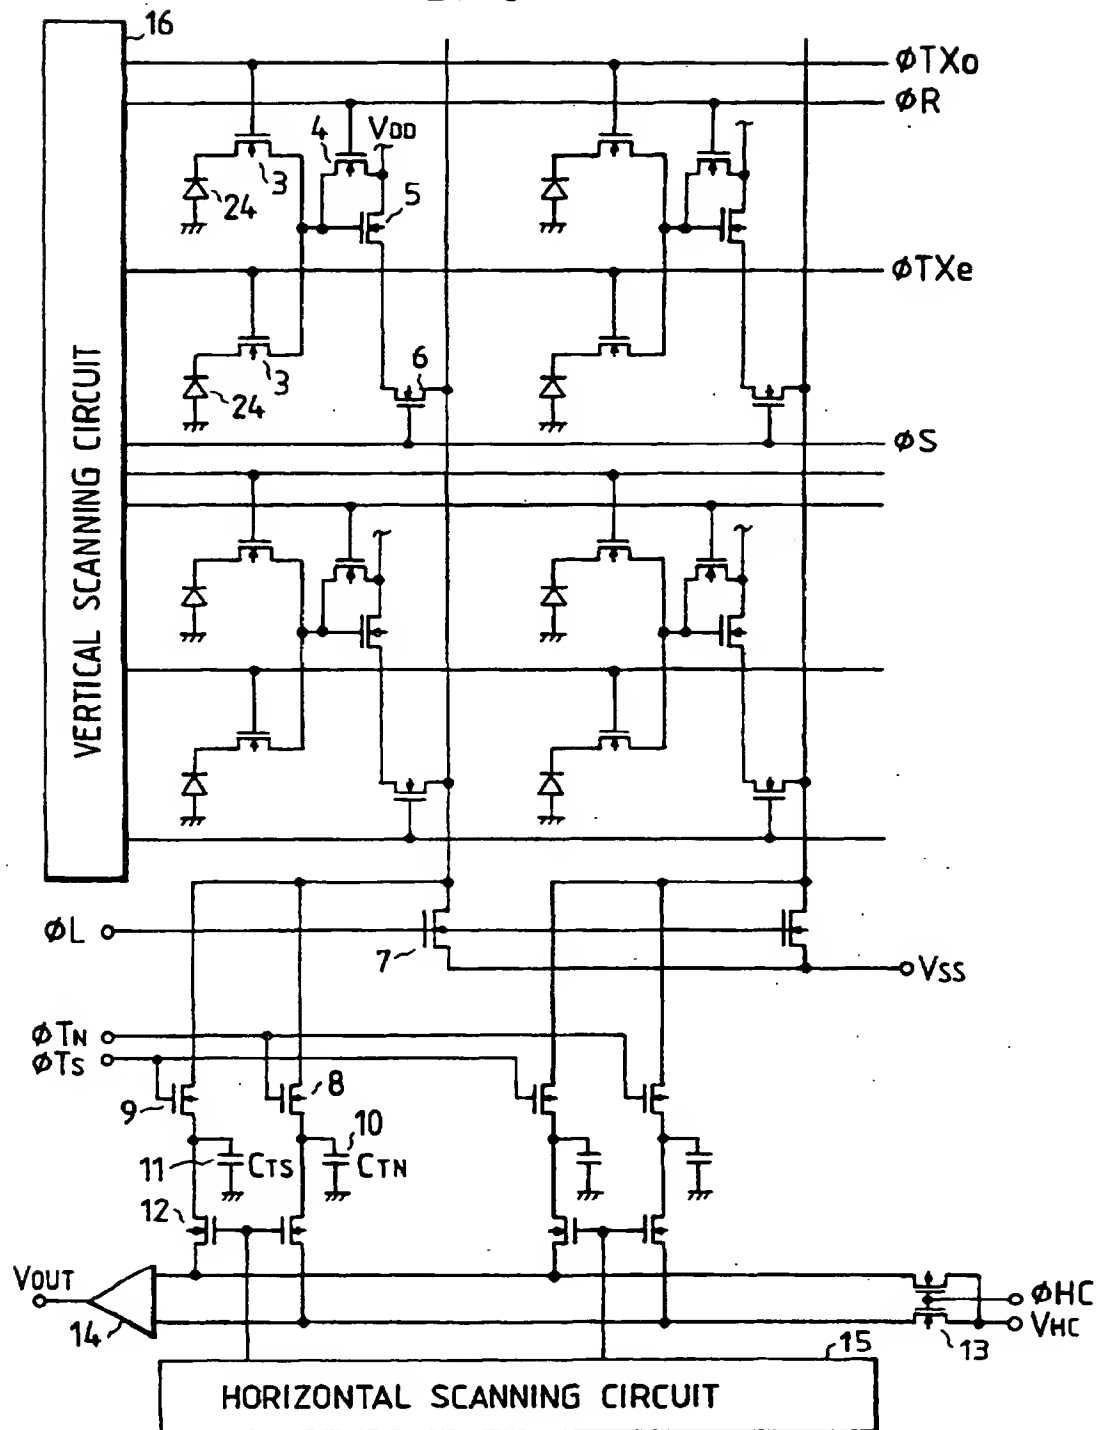 16
φTXo
φR
4
VDD
3
24
5
φTXe
3
24
6
φS
VERTICAL SCANNING CIRCUIT
φL
7
VSS
φTN
φTS
9
8
11
CTS
10
CTN
12
VOUT
14
φHC
VHC
13
15
HORIZONTAL SCANNING CIRCUIT